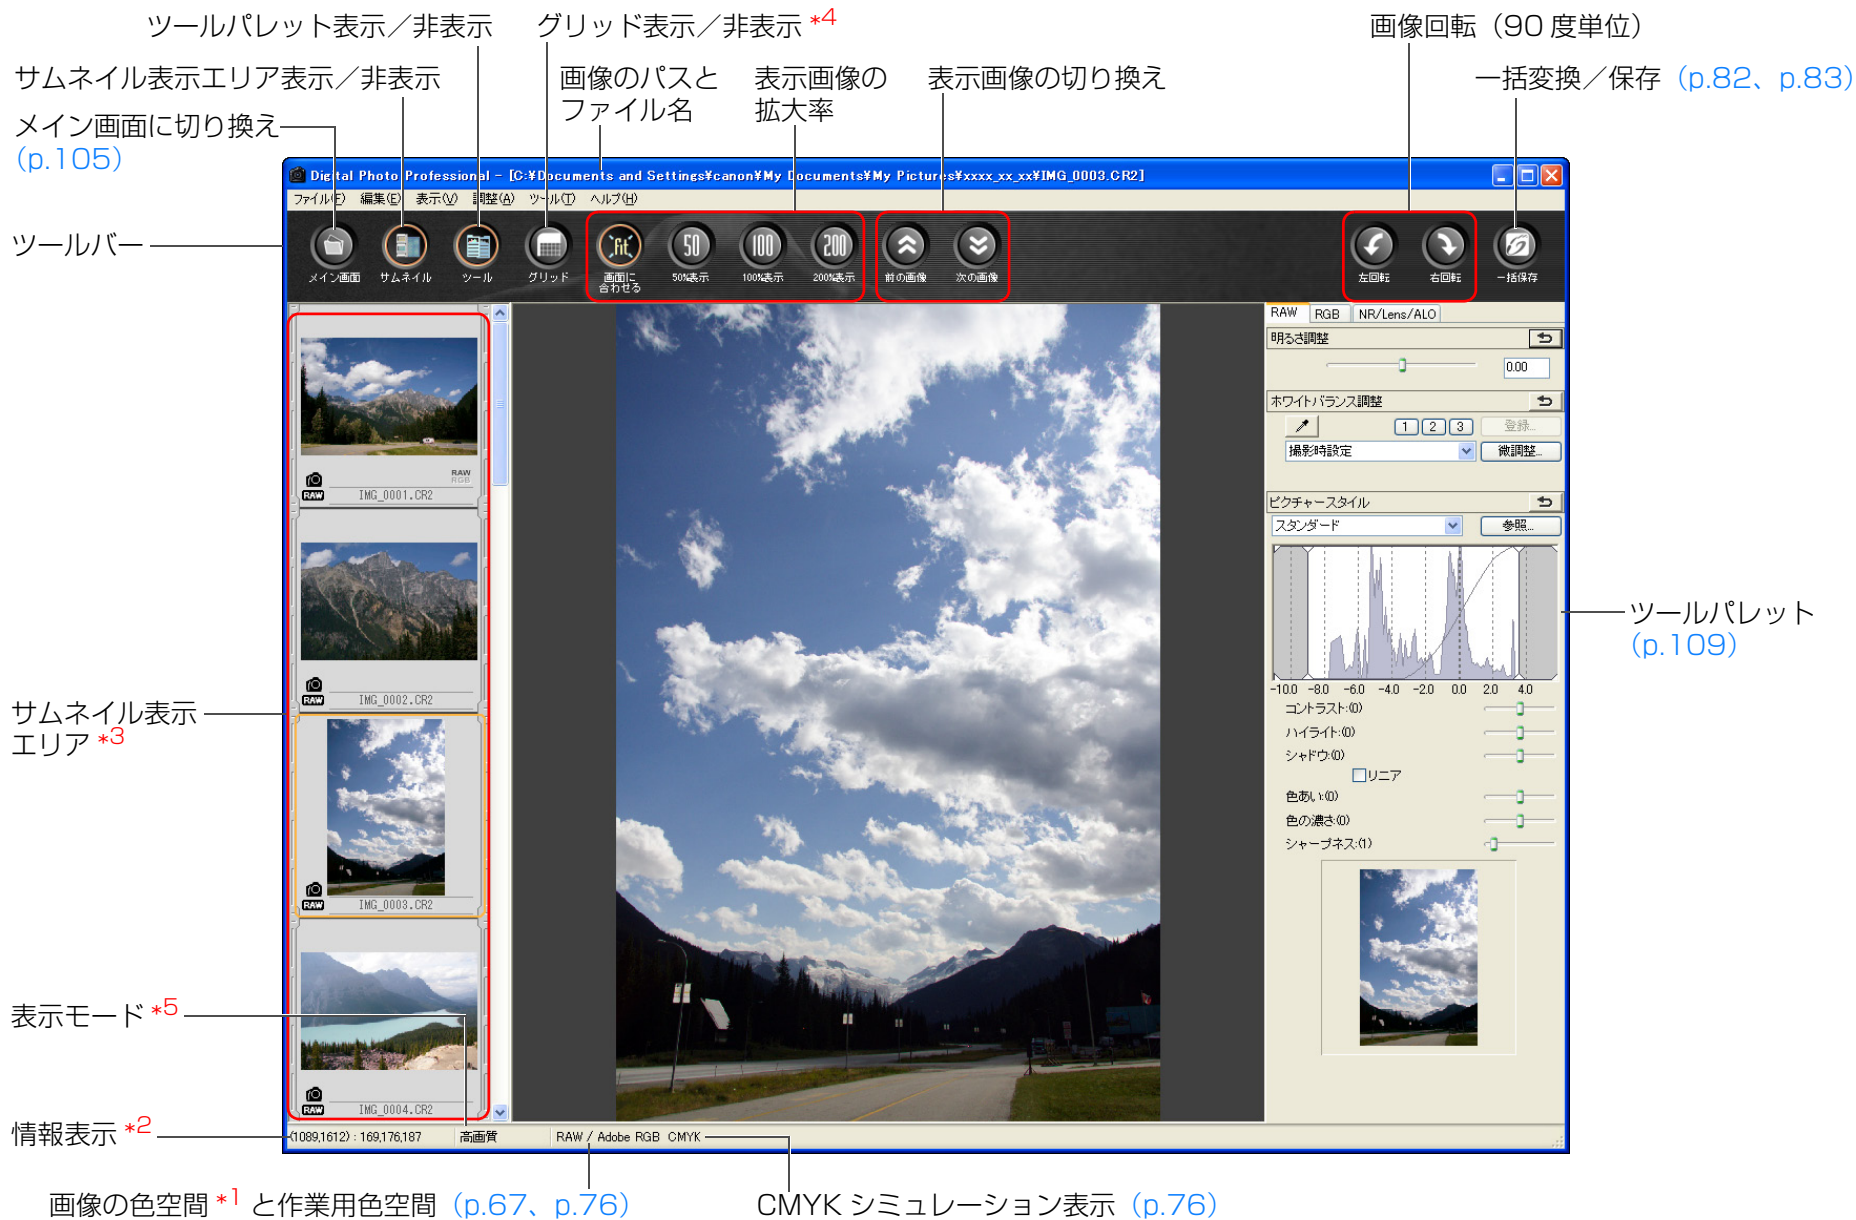 ツールパレット表示／非表示
グリッド表示／非表示 *4
画像回転（90 度単位）
サムネイル表示エリア表示／非表示
画像のパスと
ファイル名
表示画像の
拡大率
表示画像の切り換え
一括変換／保存（p.82、p.83）
メイン画面に切り換え
（p.105）
Digital Photo Professional - [C:¥Documents and Settings¥canon¥My Documents¥My Pictures¥xxxx_xx_xx¥IMG_0003.CR2]
ファイル(F) 編集(E) 表示(V) 調整(A) ツール(T) ヘルプ(H)
ツールバー
fit 50 100 200
メイン画面 サムネイル ツール グリッド 画面に
合わせる 50%表示 100%表示 200%表示 前の画像 次の画像 左回転 右回転 一括保存
RAW RGB NR/Lens/ALO
明るさ調整
0.00
ホワイトバランス調整
1 2 3 登録...
撮影時設定 微調整...
ピクチャースタイル
スタンダード 参照...
-10.0 -8.0 -6.0 -4.0 -2.0 0.0 2.0 4.0
コントラスト:(0)
ハイライト:(0)
シャドウ:(0)
リニア
色あい:(0)
色の濃さ:(0)
シャープネス:(1)
ツールパレット
（p.109）
RAW
RGB
RAW IMG_0001.CR2
RAW IMG_0002.CR2
サムネイル表示
エリア *3
RAW IMG_0003.CR2
表示モード *5
RAW IMG_0004.CR2
情報表示 *2
(1089,1612) : 169,176,187 高画質 RAW / Adobe RGB CMYK
画像の色空間 *1 と作業用色空間（p.67、p.76）
CMYK シミュレーション表示（p.76）